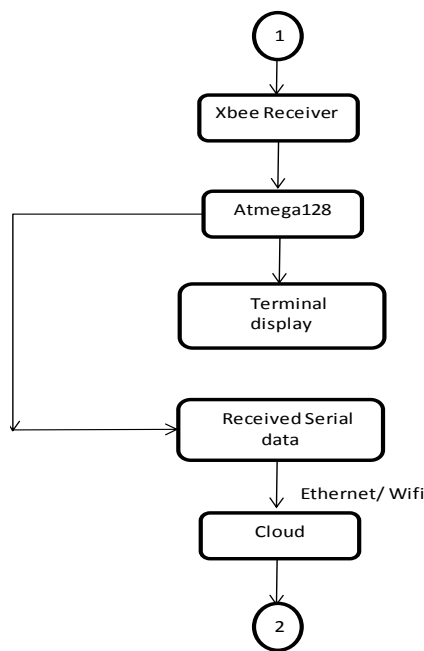 1
Xbee Receiver
Atmega128
Terminal
display
Received Serial
data
Ethernet/ Wifi
Cloud
2